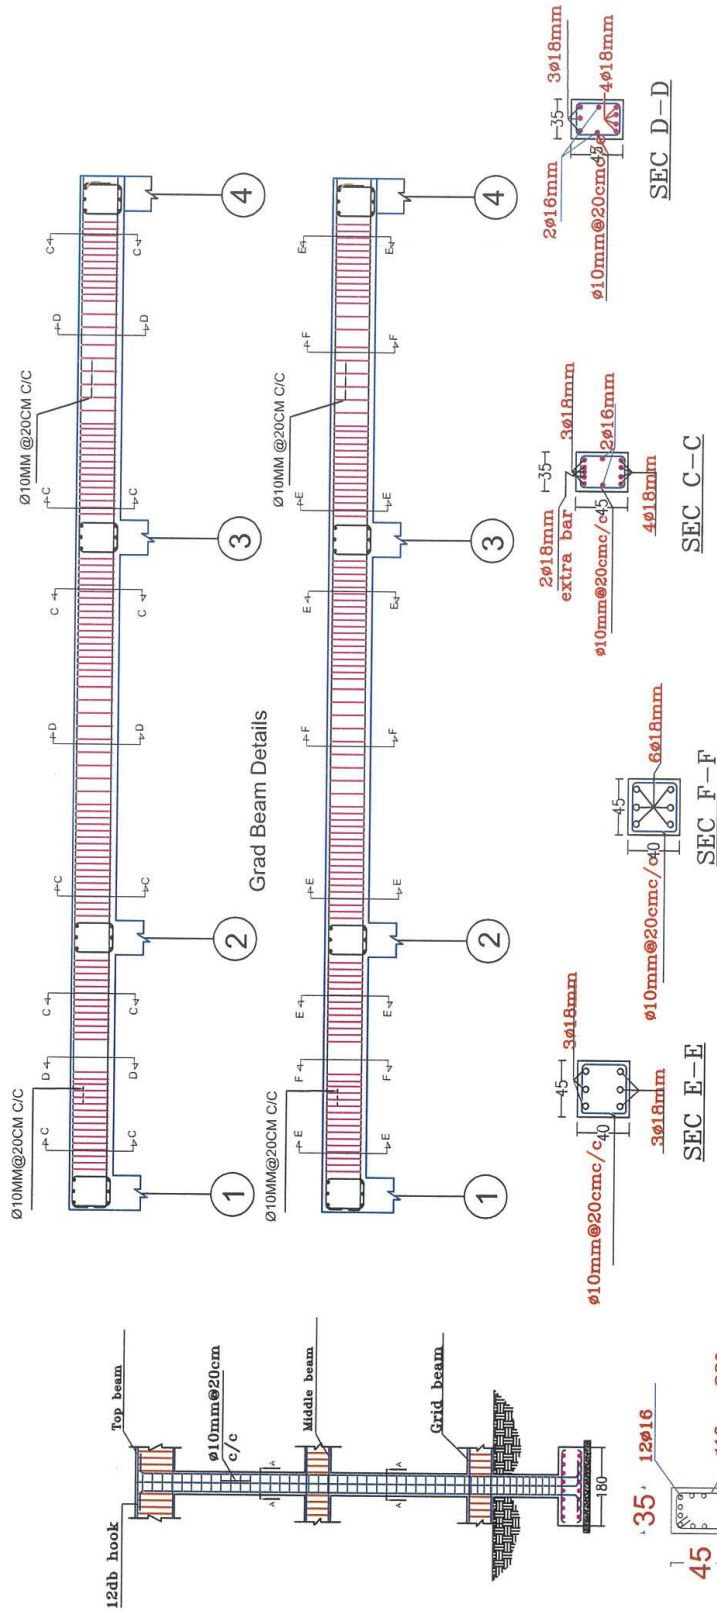 Ø10MM@20CM C/C
Ø10MM @20CM C/C
C
C
D
D
C
C
C
C
D
D
C
C
C
C
D
D
C
C
1
2
3
4
Grad Beam Details
Ø10MM@20CM C/C
Ø10MM @20CM C/C
E
E
F
F
E
E
E
E
F
F
E
E
E
E
F
F
E
E
1
2
3
4
Top beam
12db hook
ø10mm@20cm
c/c
Middle beam
A
A
A
A
Grid beam
180
35
12ø16
45
3ø18mm
45
40
ø10mm@20cmc/c
3ø18mm
SEC E-E
45
40
6ø18mm
ø10mm@20cmc/c
SEC F-F
35
2ø18mm
extra bar
3ø18mm
2ø16mm
45
ø10mm@20cmc/c
4ø18mm
SEC C-C
35
3ø18mm
2ø16mm
4ø18mm
45
ø10mm@20cmc/c
SEC D-D